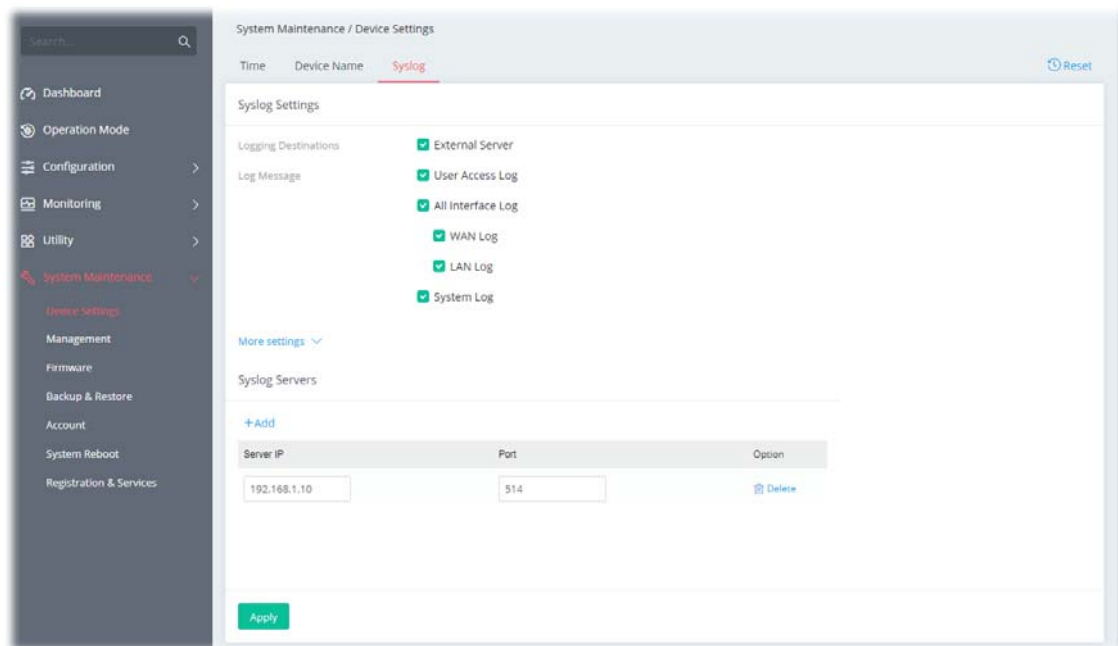 Search...
Dashboard
Operation Mode
Configuration
Monitoring
Utility
System Maintenance
Device Settings
Management
Firmware
Backup & Restore
Account
System Reboot
Registration & Services
System Maintenance / Device Settings
Time Device Name Syslog Reset
Syslog Settings
Logging Destinations External Server
Log Message User Access Log
All Interface Log
WAN Log
LAN Log
System Log
More settings
Syslog Servers
+Add
Server IP Port Option
192.168.1.10 514 Delete
Apply